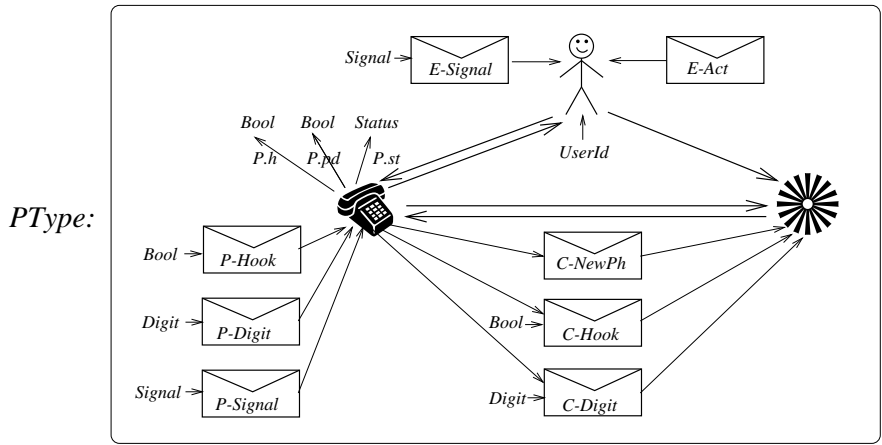 Signal
E-Signal
E-Act
Bool
Bool
Status
P.h
P.pd
P.st
UserId
PType:
Bool
P-Hook
C-NewPh
Digit
P-Digit
Bool
C-Hook
Signal
P-Signal
Digit
C-Digit